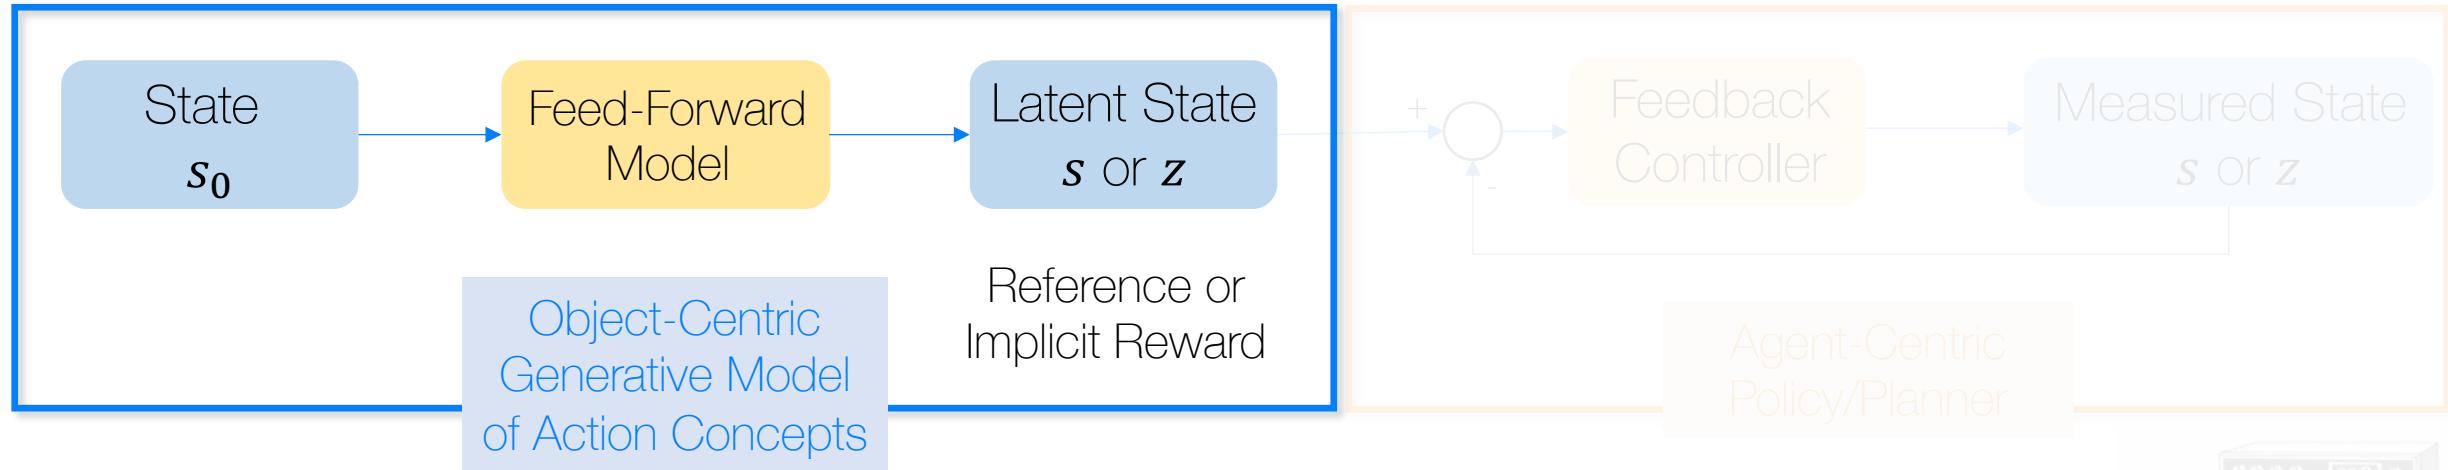 State
s₀
Feed-Forward
Model
Latent State
s or z
Reference or
Implicit Reward
Object-Centric
Generative Model
of Action Concepts
+
-
Feedback
Controller
Measured State
s or z
Agent-Centric
Policy/Planner